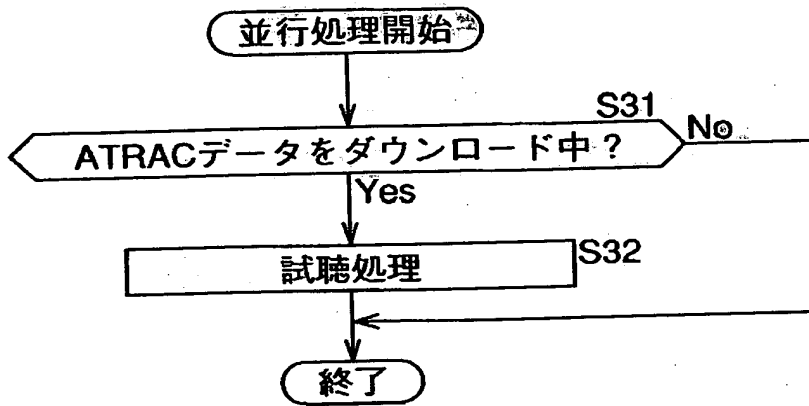 並行処理開始
S31
ATRACデータをダウンロード中？
No
Yes
試聴処理
S32
終了